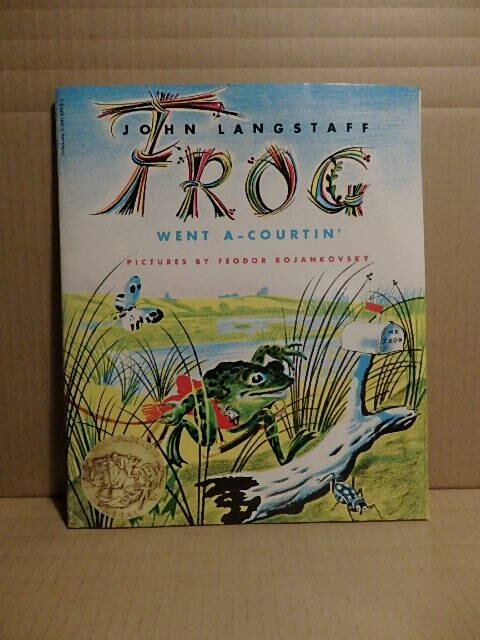 JOHN LANGSTAFF
FROG
WENT A-COURTIN'
PICTURES BY FEODOR ROJANKOVSKY
MR
FROG